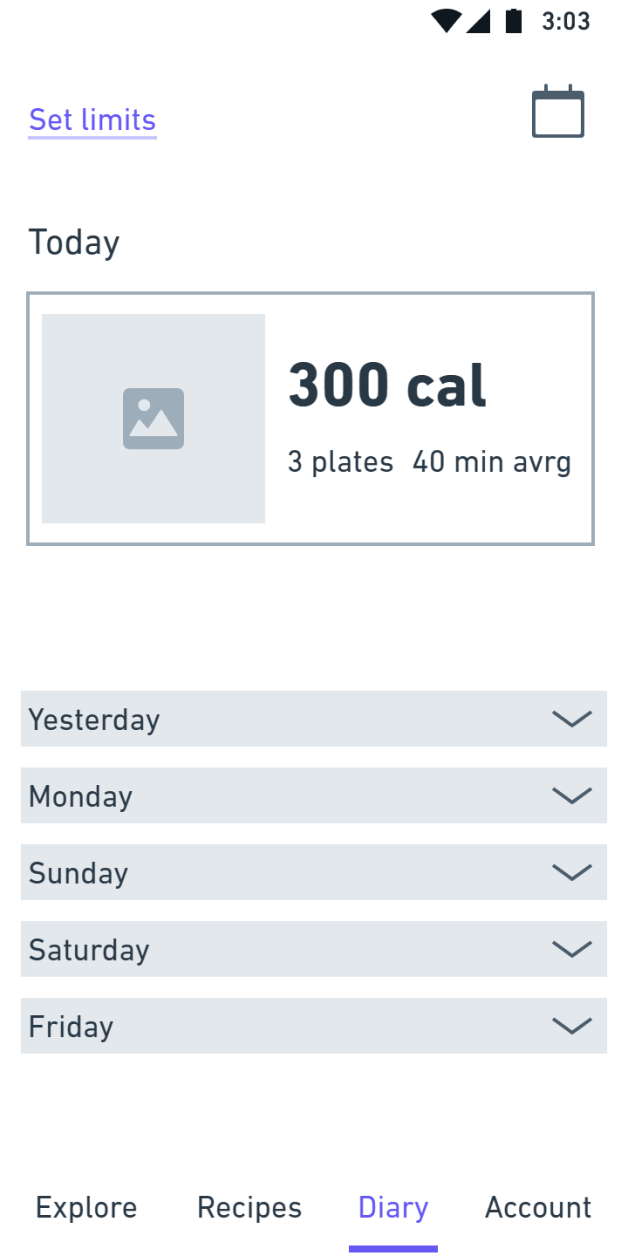 3:03
Set limits
Today
300 cal
3 plates 40 min avrg
Yesterday
Monday
Sunday
Saturday
Friday
Explore Recipes Diary Account